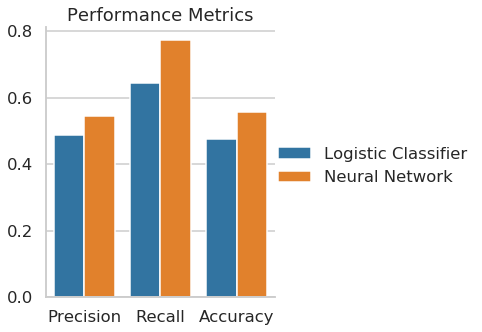 Performance Metrics
0.8
0.6
0.4
0.2
0.0
Precision Recall Accuracy
Logistic Classifier
Neural Network